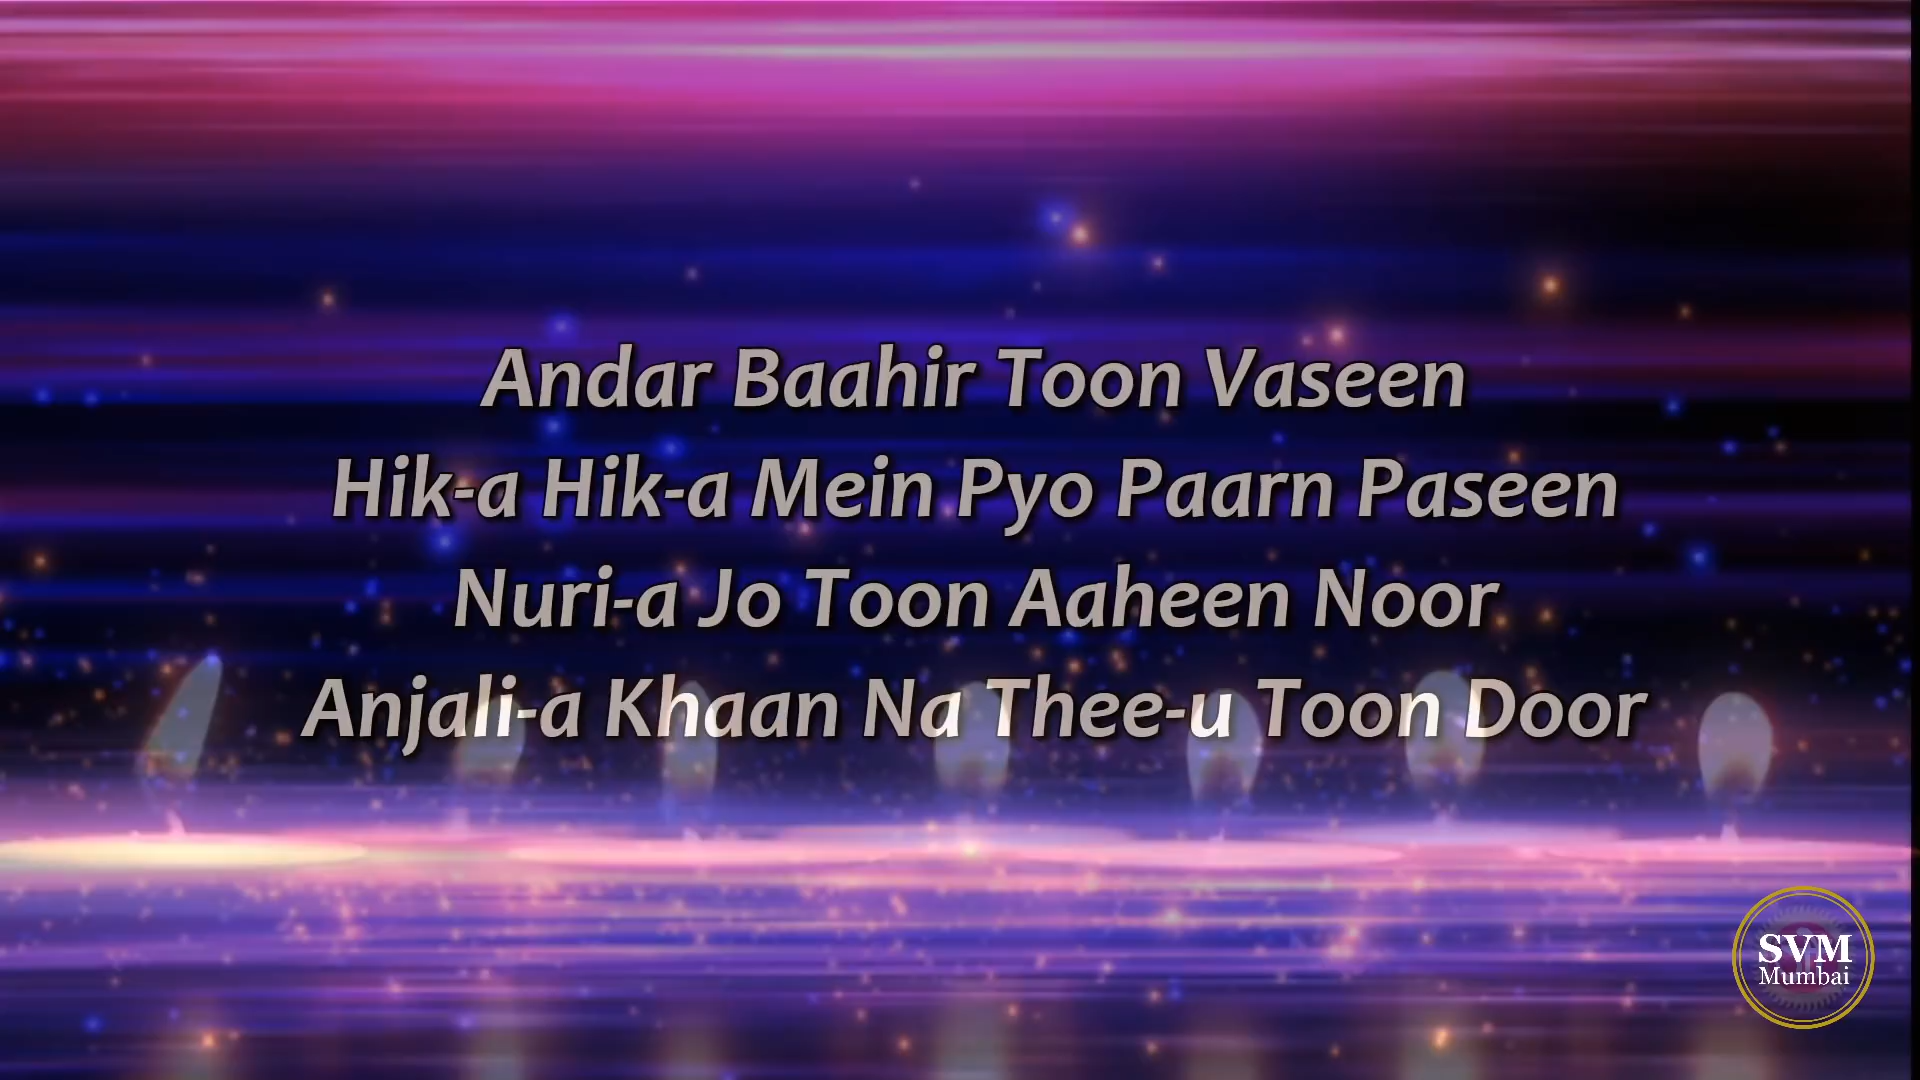 Andar Baahir Toon Vaseen
Hik-a Hik-a Mein Pyo Paarn Paseen
Nuri-a Jo Toon Aaheen Noor
Anjali-a Khaan Na Thee-u Toon Door
SVM
Mumbai